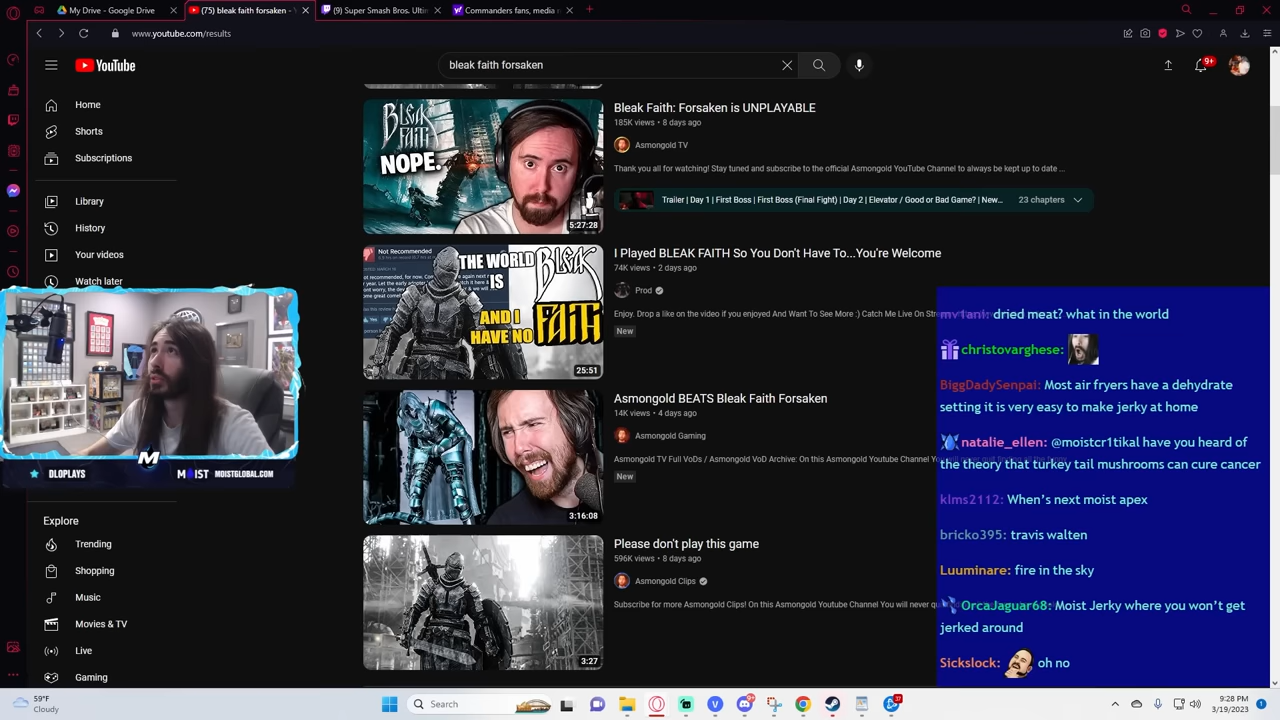 My Drive - Google Drive
(75) bleak faith forsaken - Y
(9) Super Smash Bros. Ultim
Commanders fans, media r
www.youtube.com/results
YouTube
bleak faith forsaken
9+
Home
Shorts
Subscriptions
Library
History
Your videos
Watch later
Explore
Trending
Shopping
Music
Movies & TV
Live
Gaming
BLEAK
FAITH
NOPE.
5:27:28
Bleak Faith: Forsaken is UNPLAYABLE
185K views • 8 days ago
Asmongold TV
Thank you all for watching! Stay tuned and subscribe to the official Asmongold YouTube Channel to always be kept up to date ...
Trailer | Day 1 | First Boss | First Boss (Final Fight) | Day 2 | Elevator / Good or Bad Game? | New...
23 chapters
Not Recommended
THE WORLD
IS
BLEAK
AND I
HAVE NO
FAITH
25:51
I Played BLEAK FAITH So You Don't Have To...You're Welcome
74K views • 2 days ago
Prod
Enjoy. Drop a like on the video if you enjoyed And Want To See More :) Catch Me Live On
New
3:16:08
Asmongold BEATS Bleak Faith Forsaken
14K views • 4 days ago
Asmongold Gaming
Asmongold TV Full VoDs / Asmongold VoD Archive: On this Asmongold Youtube Channel
New
3:27
Please don't play this game
596K views • 8 days ago
Asmongold Clips
Subscribe for more Asmongold Clips! On this Asmongold Youtube Channel You will never
M
DLOPLAYS
MOIST
MOISTGLOBAL.COM
mvtanr: dried meat? what in the world
christovarghese:
BiggDadySenpai: Most air fryers have a dehydrate
setting it is very easy to make jerky at home
natalie_ellen: @moistcr1tikal have you heard of
the theory that turkey tail mushrooms can cure cancer
klms2112: When's next moist apex
bricko395: travis walten
Luuminare: fire in the sky
OrcaJaguar68: Moist Jerky where you won't get
jerked around
Sickslock: oh no
59°F
Cloudy
Search
9+
37
9:28 PM
3/19/2023
1